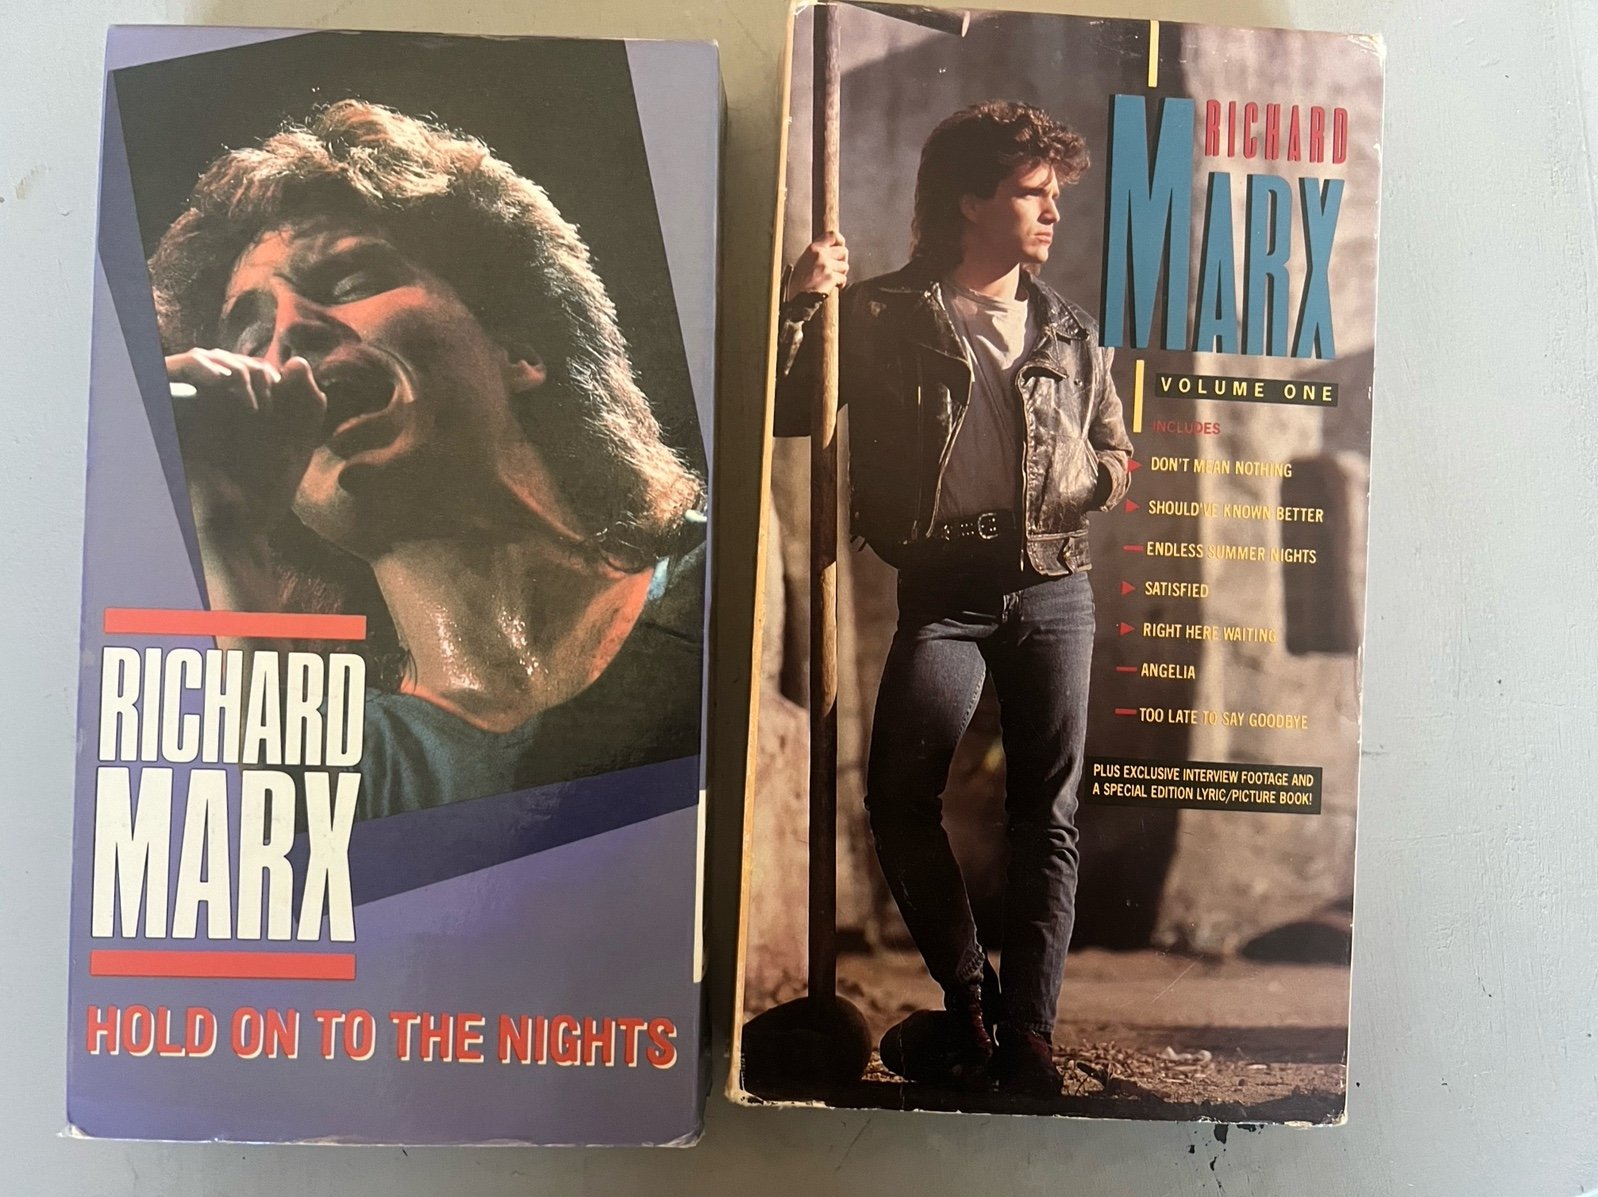 RICHARD
MARX
HOLD ON TO THE NIGHTS
RICHARD
MARX
VOLUME ONE
INCLUDES
DON'T MEAN NOTHING
SHOULD'VE KNOWN BETTER
ENDLESS SUMMER NIGHTS
SATISFIED
RIGHT HERE WAITING
ANGELIA
TOO LATE TO SAY GOODBYE
PLUS EXCLUSIVE INTERVIEW FOOTAGE AND
A SPECIAL EDITION LYRIC/PICTURE BOOK!